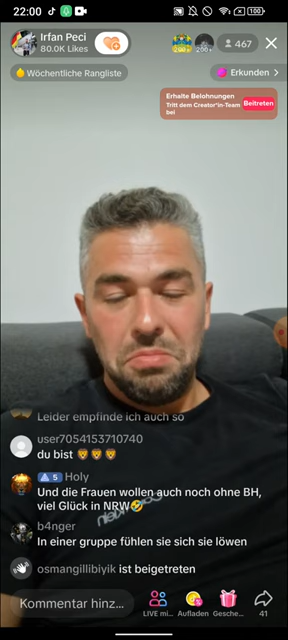 22:00
100
Irfan Peci
80.0K Likes
200+
200+
467
Wöchentliche Rangliste
Erkunden >
Erhalte Belohnungen
Tritt dem Creator*in-Team
bei
Beitreten
Leider empfinde ich auch so
user7054153710740
du bist 🦁🦁🦁
5 Holy
Und die Frauen wollen auch noch ohne BH,
viel Glück in NRW🤣
b4nger
In einer gruppe fühlen sie sich sie löwen
osmangillibiyik ist beigetreten
Kommentar hinz...
LIVE mi...
Aufladen
Gesche...
41